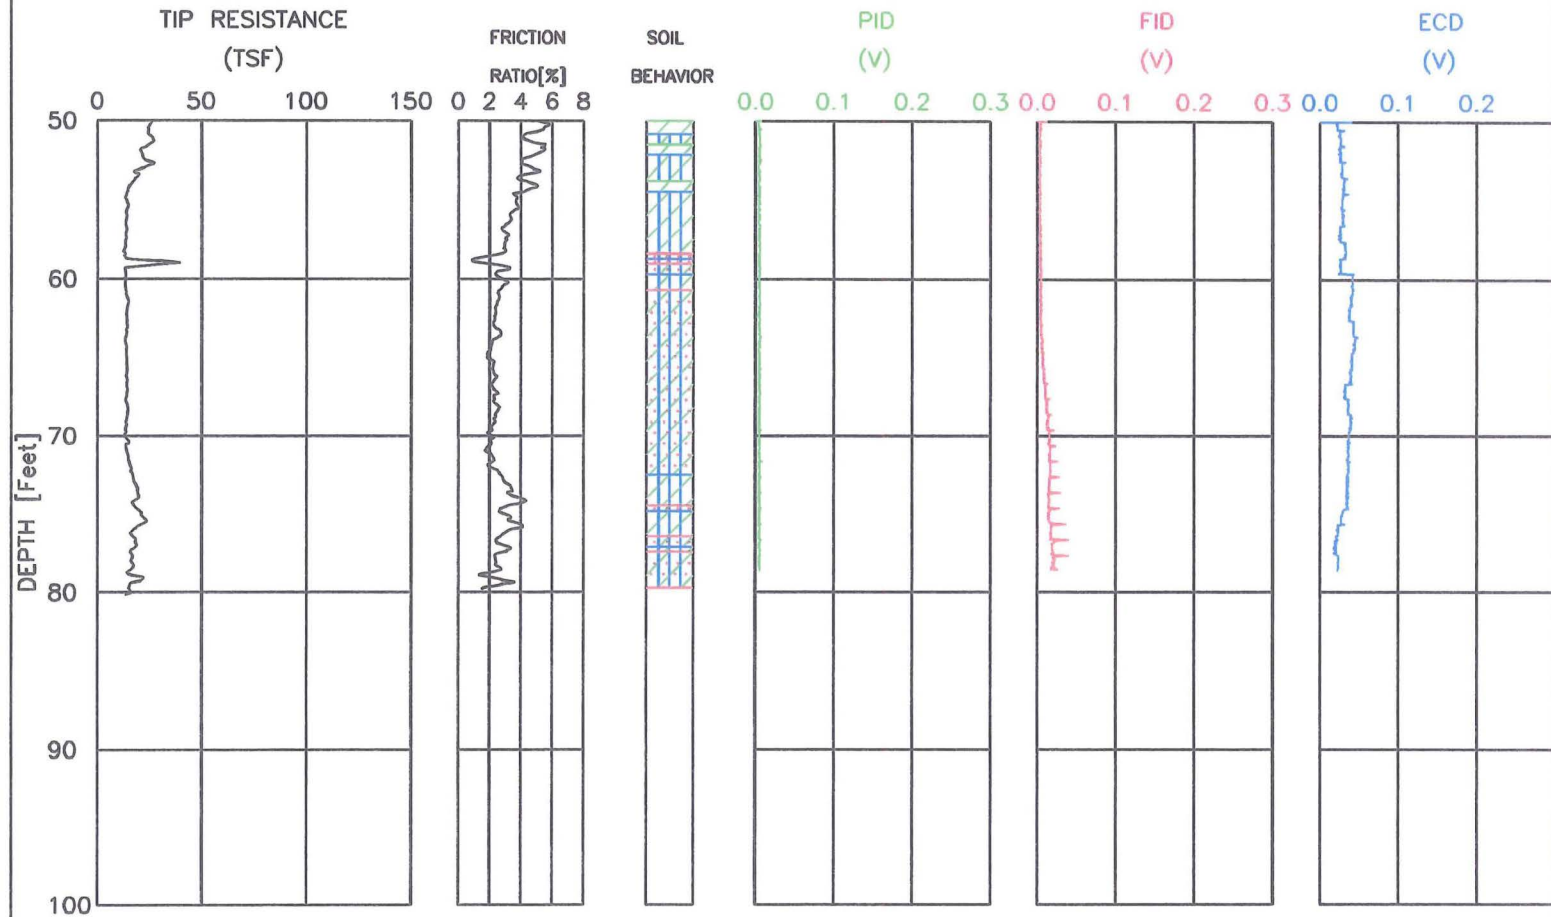 TIP RESISTANCE
(TSF)
FRICTION
RATIO[%]
SOIL
BEHAVIOR
PID
(V)
FID
(V)
ECD
(V)
0 50 100 150
0 2 4 6 8
0.0 0.1 0.2 0.3
0.0 0.1 0.2 0.3
0.0 0.1 0.2
DEPTH [Feet]
50
60
70
80
90
100